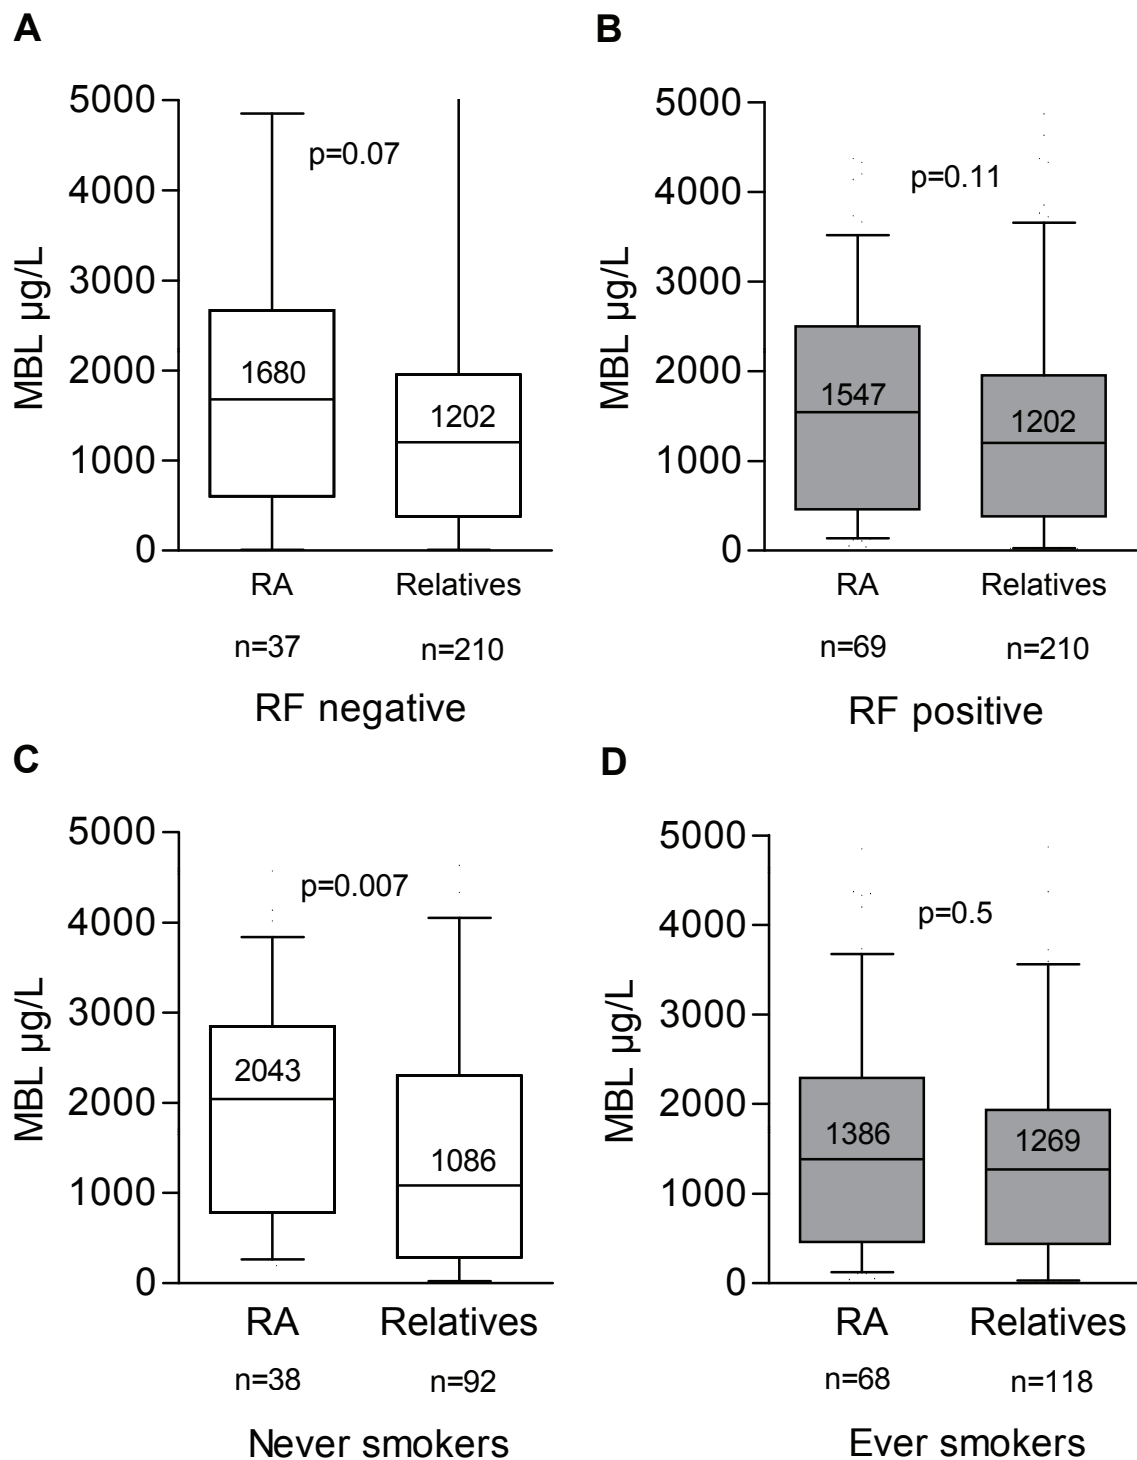 A
5000
4000
3000
2000
1000
0
MBL µg/L
p=0.07
1680
1202
RA
Relatives
n=37
n=210
RF negative
B
5000
4000
3000
2000
1000
0
MBL µg/L
p=0.11
1547
1202
RA
Relatives
n=69
n=210
RF positive
C
5000
4000
3000
2000
1000
0
MBL µg/L
p=0.007
2043
1086
RA
Relatives
n=38
n=92
Never smokers
D
5000
4000
3000
2000
1000
0
MBL µg/L
p=0.5
1386
1269
RA
Relatives
n=68
n=118
Ever smokers